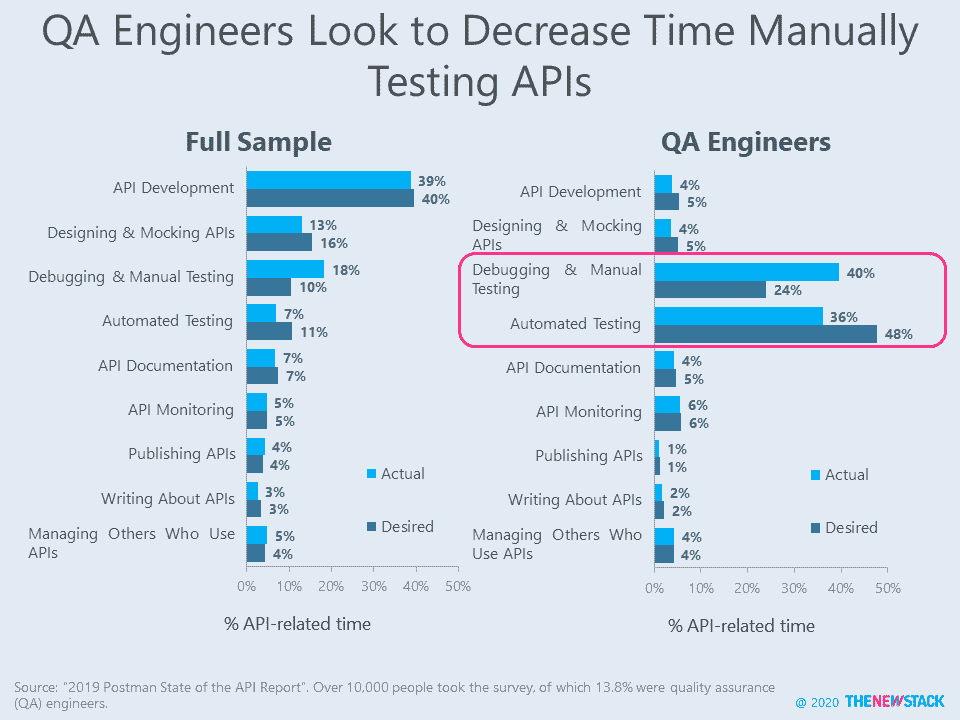 QA Engineers Look to Decrease Time Manually
Testing APIs
Full Sample
API Development
39%
40%
Designing & Mocking APIs
13%
16%
Debugging & Manual Testing
18%
10%
Automated Testing
7%
11%
API Documentation
7%
7%
API Monitoring
5%
5%
Publishing APIs
4%
4%
Writing About APIs
3%
3%
Managing Others Who Use
APIs
5%
4%
Actual
Desired
0% 10% 20% 30% 40% 50%
% API-related time
QA Engineers
API Development
4%
5%
Designing & Mocking
APIs
4%
5%
Debugging & Manual
Testing
40%
24%
Automated Testing
36%
48%
API Documentation
4%
5%
API Monitoring
6%
6%
Publishing APIs
1%
1%
Writing About APIs
2%
2%
Managing Others Who
Use APIs
4%
4%
Actual
Desired
0% 10% 20% 30% 40% 50%
% API-related time
Source: "2019 Postman State of the API Report". Over 10,000 people took the survey, of which 13.8% were quality assurance
(QA) engineers.
@ 2020 THENEWSTACK